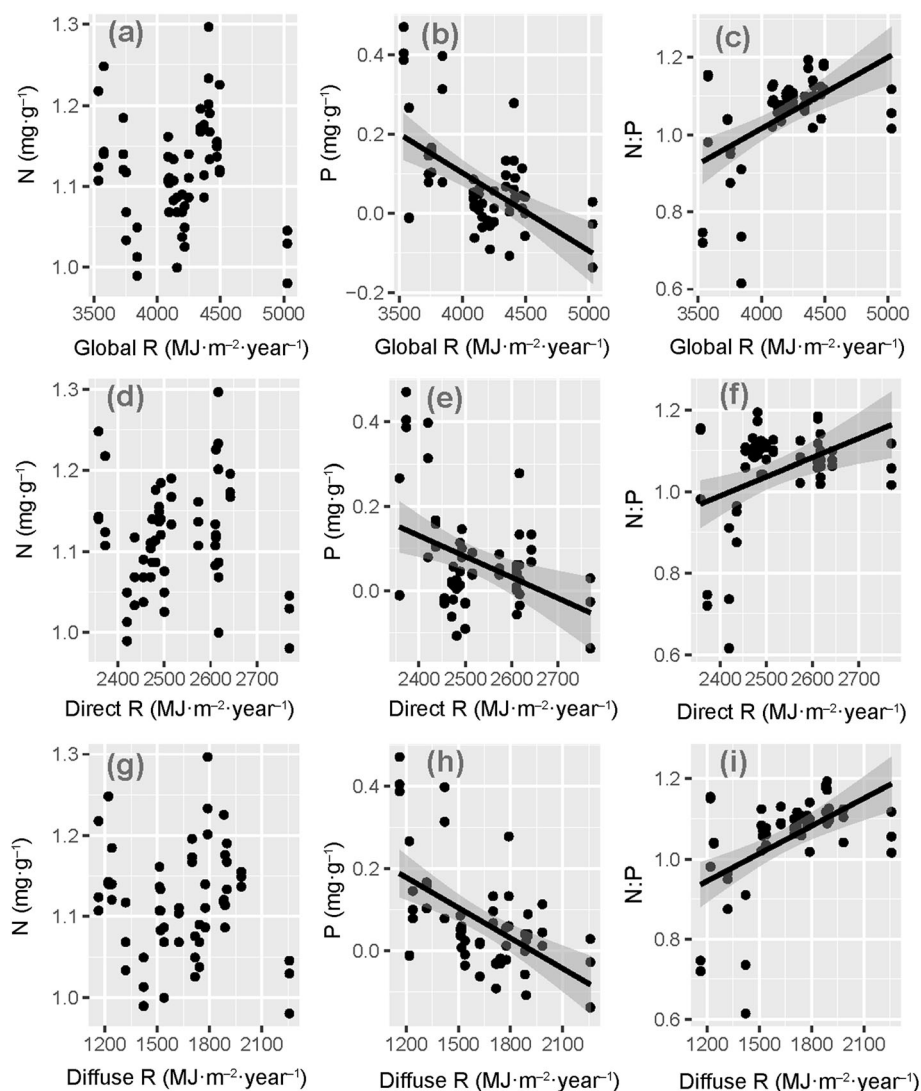 (a)
1.3
1.2
1.1
1.0
N (mg·g⁻¹)
3500 4000 4500 5000
Global R (MJ·m⁻²·year⁻¹)
(b)
0.4
0.2
0.0
−0.2
P (mg·g⁻¹)
3500 4000 4500 5000
Global R (MJ·m⁻²·year⁻¹)
(c)
1.2
1.0
0.8
0.6
N:P
3500 4000 4500 5000
Global R (MJ·m⁻²·year⁻¹)
(d)
1.3
1.2
1.1
1.0
N (mg·g⁻¹)
2400 2500 2600 2700
Direct R (MJ·m⁻²·year⁻¹)
(e)
0.4
0.2
0.0
P (mg·g⁻¹)
2400 2500 2600 2700
Direct R (MJ·m⁻²·year⁻¹)
(f)
1.2
1.0
0.8
0.6
N:P
2400 2500 2600 2700
Direct R (MJ·m⁻²·year⁻¹)
(g)
1.3
1.2
1.1
1.0
N (mg·g⁻¹)
1200 1500 1800 2100
Diffuse R (MJ·m⁻²·year⁻¹)
(h)
0.4
0.2
0.0
P (mg·g⁻¹)
1200 1500 1800 2100
Diffuse R (MJ·m⁻²·year⁻¹)
(i)
1.2
1.0
0.8
0.6
N:P
1200 1500 1800 2100
Diffuse R (MJ·m⁻²·year⁻¹)